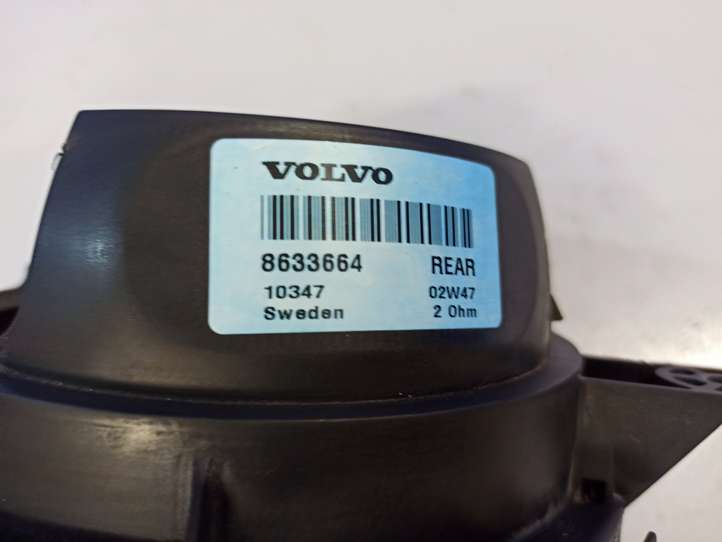 VOLVO
8633664 REAR
10347 02W47
Sweden 2 Ohm